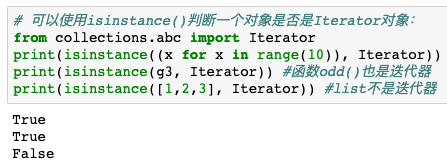 # 可以使用isinstance()判断一个对象是否是Iterator对象：
from collections.abc import Iterator
print(isinstance((x for x in range(10)), Iterator))
print(isinstance(g3, Iterator)) #函数odd()也是迭代器
print(isinstance([1,2,3], Iterator)) #list不是迭代器
True
True
False